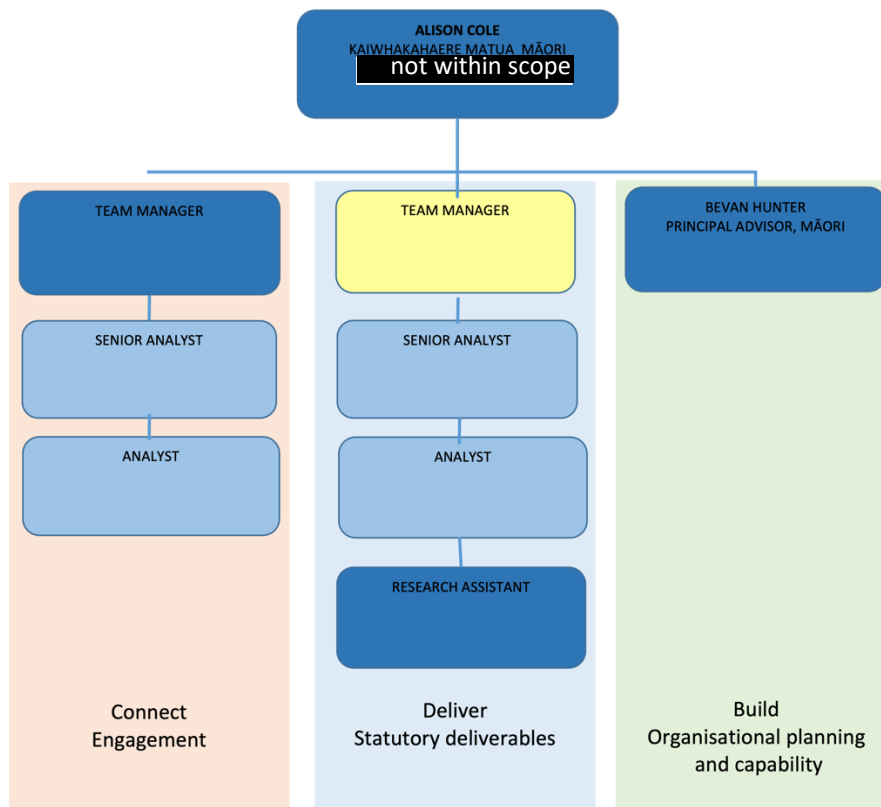 ALISON COLE
KAIWHAKAHAERE MATUA MĀORI
not within scope
TEAM MANAGER
SENIOR ANALYST
ANALYST
Connect
Engagement
TEAM MANAGER
SENIOR ANALYST
ANALYST
RESEARCH ASSISTANT
Deliver
Statutory deliverables
BEVAN HUNTER
PRINCIPAL ADVISOR, MĀORI
Build
Organisational planning
and capability